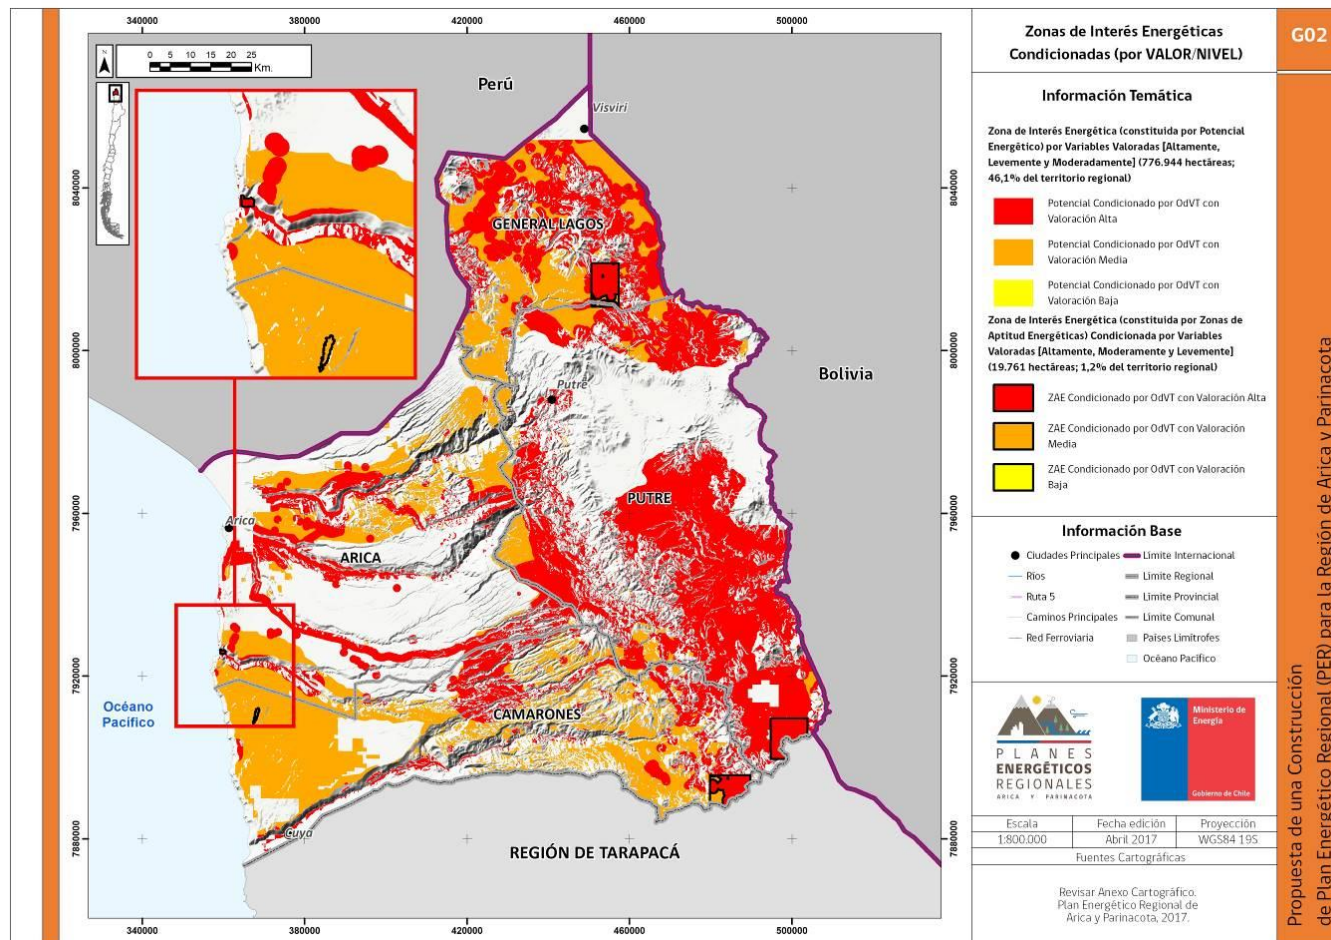 340000
380000
420000
460000
500000
N
0 5 10 15 20 25
Km.
Perú
Visviri
8040000
8040000
GENERAL LAGOS
8000000
8000000
Bolivia
Putre
PUTRE
7960000
7960000
Arica
ARICA
7920000
7920000
Océano
Pacífico
CAMARONES
Cuya
7880000
7880000
REGIÓN DE TARAPACÁ
340000
380000
420000
460000
500000
Zonas de Interés Energéticas
Condicionadas (por VALOR/NIVEL)
G02
Información Temática
Zona de Interés Energética (constituida por Potencial
Energético) por Variables Valoradas [Altamente,
Levemente y Moderadamente] (776.944 hectáreas;
46,1% del territorio regional)
Potencial Condicionado por OdVT con
Valoración Alta
Potencial Condicionado por OdVT con
Valoración Media
Potencial Condicionado por OdVT con
Valoración Baja
Zona de Interés Energética (constituida por Zonas de
Aptitud Energéticas) Condicionada por Variables
Valoradas [Altamente, Moderamente y Levemente]
(19.761 hectáreas; 1,2% del territorio regional)
ZAE Condicionado por OdVT con Valoración Alta
ZAE Condicionado por OdVT con Valoración
Media
ZAE Condicionado por OdVT con Valoración
Baja
Información Base
Ciudades Principales
Ríos
Ruta 5
Caminos Principales
Red Ferroviaria
Límite Internacional
Límite Regional
Límite Provincial
Límite Comunal
Países Limítrofes
Océano Pacífico
PLANES
ENERGÉTICOS
REGIONALES
ARICA Y PARINACOTA
Ministerio de
Energía
Gobierno de Chile
Escala
Fecha edición
Proyección
1:800.000
Abril 2017
WGS84 19S
Fuentes Cartográficas
Revisar Anexo Cartográfico.
Plan Energético Regional de
Arica y Parinacota, 2017.
Propuesta de una Construcción
de Plan Energético Regional (PER) para la Región de Arica y Parinacota